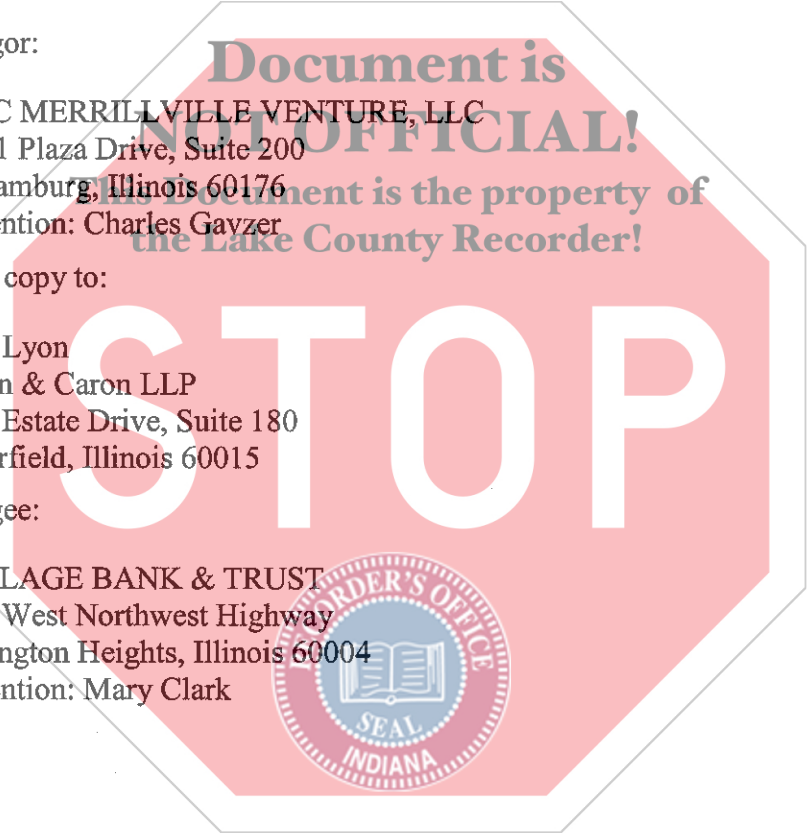 gor:
Document is
C MERRILLVILLE VENTURE, LLC
NOT OFFICIAL!
1 Plaza Drive, Suite 200
amburg, Illinois 60176
This Document is the property of
ntion: Charles Gavzer
the Lake County Recorder!
copy to:
STOP
Lyon
n & Caron LLP
Estate Drive, Suite 180
rfield, Illinois 60015
gee:
LAGE BANK & TRUST
West Northwest Highway
ngton Heights, Illinois 60004
ntion: Mary Clark
RECORDER'S OFFICE
SEAL
INDIANA